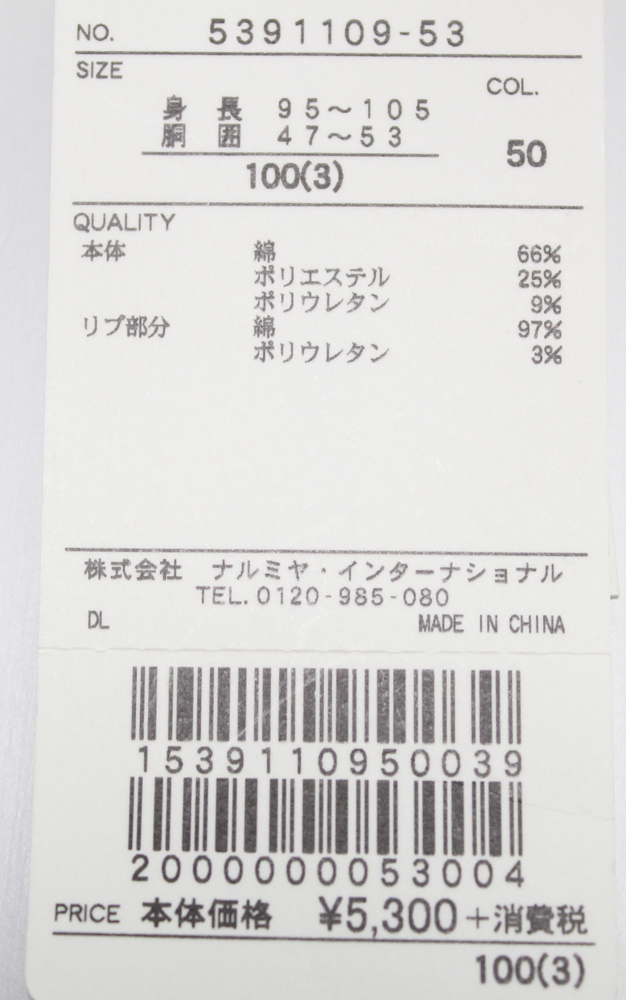 NO. 5391109-53
SIZE
COL.
身長 95～105
胴囲 47～53
50
100(3)
QUALITY
本体 綿 66%
ポリエステル 25%
ポリウレタン 9%
リブ部分 綿 97%
ポリウレタン 3%
株式会社 ナルミヤ・インターナショナル
TEL. 0120-985-080
DL MADE IN CHINA
1539110950039
2000000053004
PRICE 本体価格 ¥5,300+消費税
100(3)